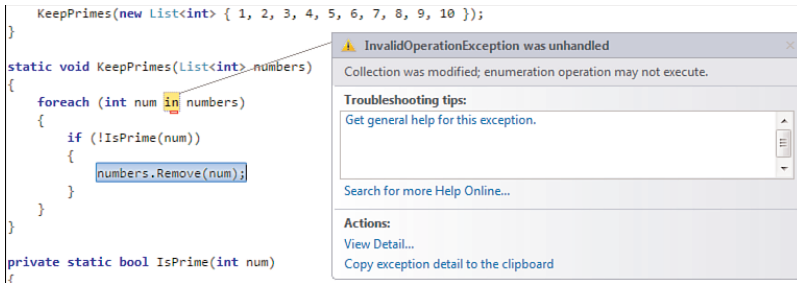 KeepPrimes(new List<int> { 1, 2, 3, 4, 5, 6, 7, 8, 9, 10 });
}
static void KeepPrimes(List<int> numbers)
{
foreach (int num in numbers)
{
if (!IsPrime(num))
{
numbers.Remove(num);
}
}
}
private static bool IsPrime(int num)
{
InvalidOperationException was unhandled
Collection was modified; enumeration operation may not execute.
Troubleshooting tips:
Get general help for this exception.
Search for more Help Online...
Actions:
View Detail...
Copy exception detail to the clipboard